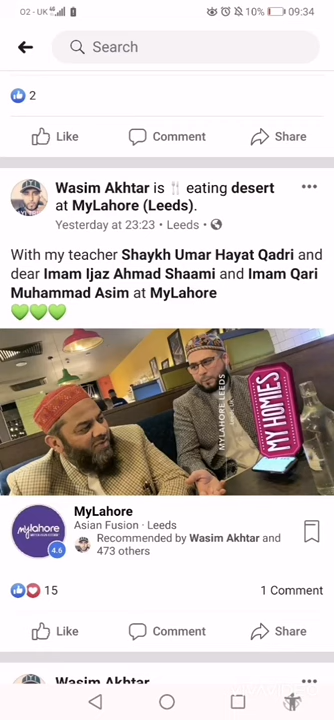 O2 - UK 10% 09:34
Search
2
Like Comment Share
Wasim Akhtar is 🍴 eating desert
at MyLahore (Leeds).
Yesterday at 23:23 · Leeds ·
With my teacher Shaykh Umar Hayat Qadri and
dear Imam Ijaz Ahmad Shaami and Imam Qari
Muhammad Asim at MyLahore
💚💚💚
MYLAHORE LEEDS
MY HOMIES
mylahore
4.6
MyLahore
Asian Fusion · Leeds
Recommended by Wasim Akhtar and
473 others
15 1 Comment
Like Comment Share
Wasim Akhtar